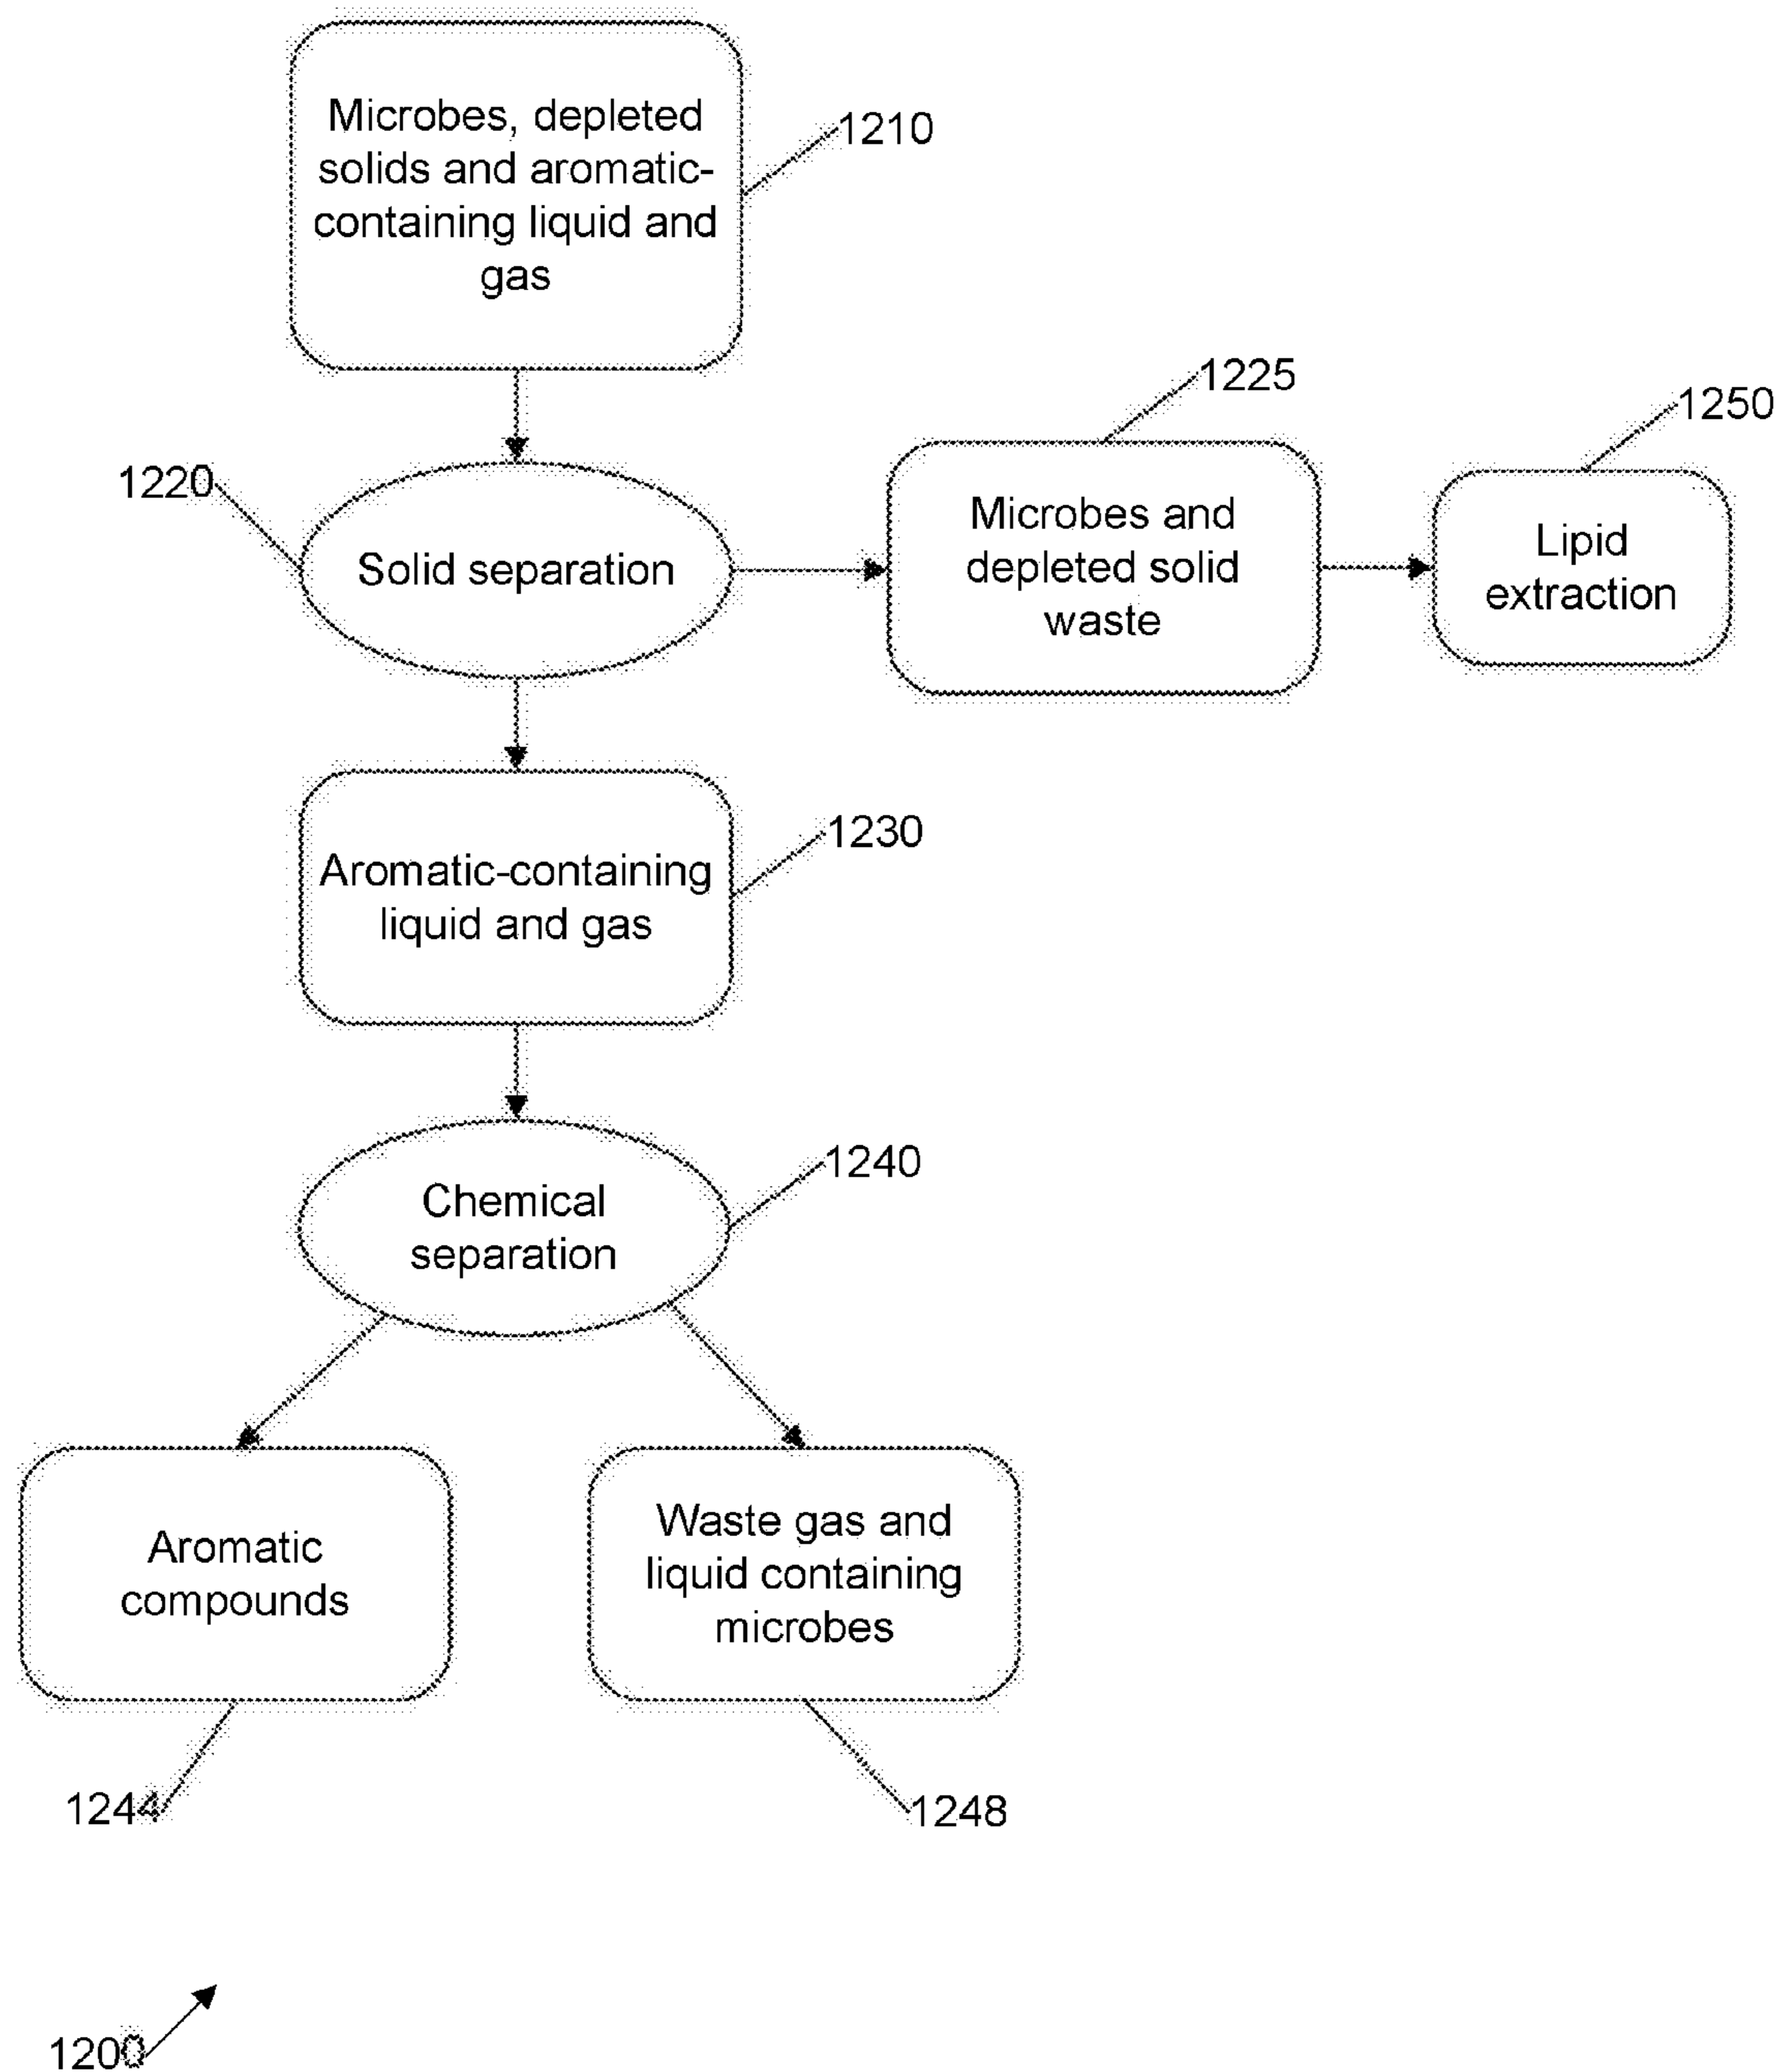 Microbes, depleted
solids and aromatic-
containing liquid and
gas
1210
1220
Solid separation
1225
Microbes and
depleted solid
waste
1250
Lipid
extraction
1230
Aromatic-containing
liquid and gas
1240
Chemical
separation
Aromatic
compounds
Waste gas and
liquid containing
microbes
1244
1248
1200